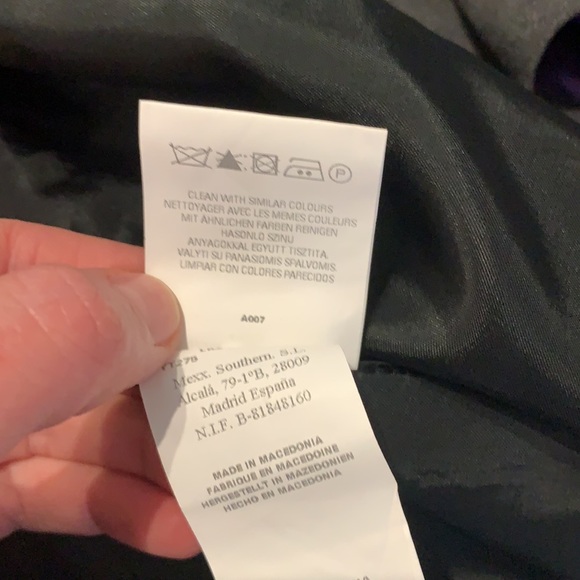 P
CLEAN WITH SIMILAR COLOURS
NETTOYAGER AVEC LES MEMES COULEURS
MIT ÄHNLICHEN FARBEN REINIGEN
HASONLO SZINU
ANYAGOKKAL EGYUTT TISZTITA.
VALYTI SU PANASIOMIS SPALVOMIS.
LIMPIAR CON COLORES PARECIDOS
A007
Mexx. Southern. S.L.
Alcalá, 79-1ºB, 28009
Madrid España
N.I.F. B-81848160
MADE IN MACEDONIA
FABRIQUE EN MACEDOINE
HERGESTELLT IN MAZEDONIEN
HECHO EN MACEDONIA